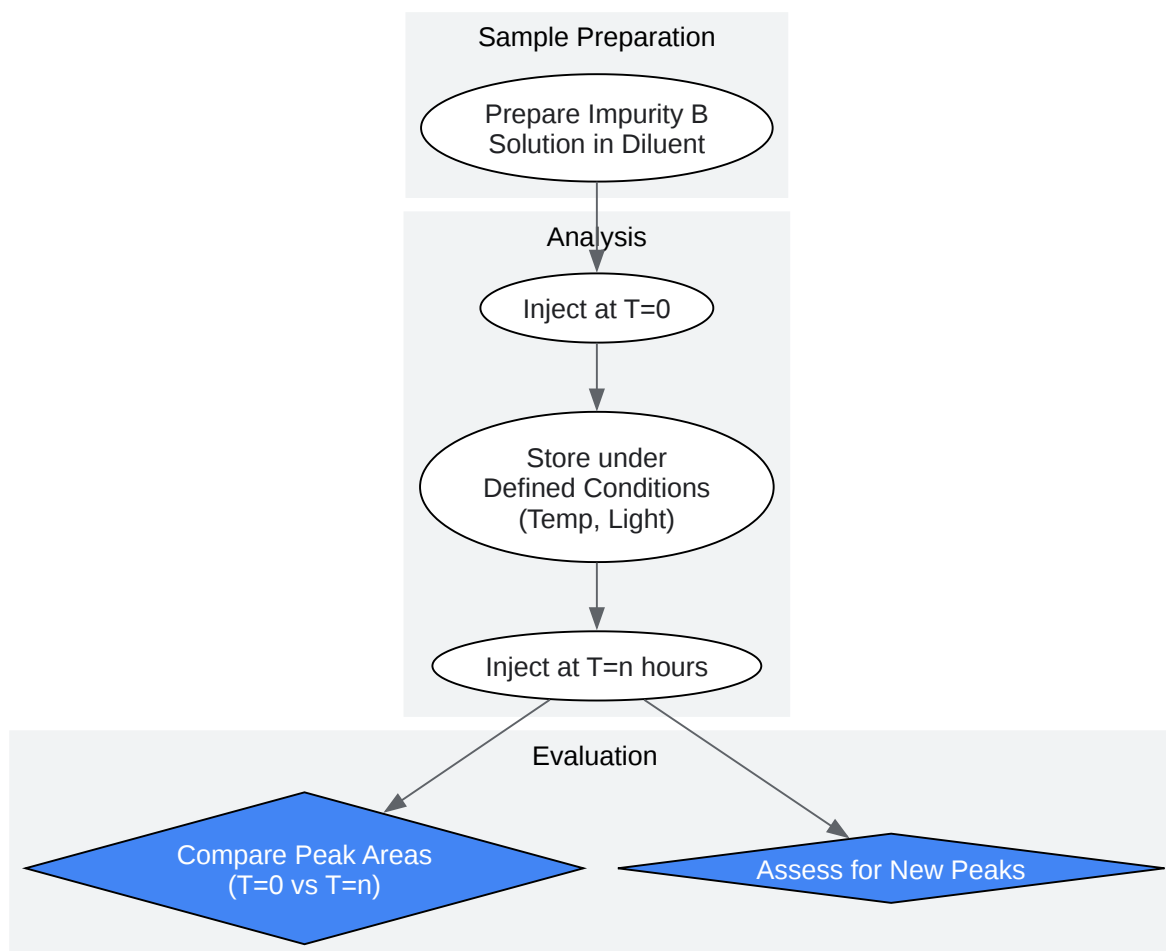 Sample Preparation
Prepare Impurity B
Solution in Diluent
Analysis
Inject at T=0
Store under
Defined Conditions
(Temp, Light)
Inject at T=n hours
Evaluation
Compare Peak Areas
(T=0 vs T=n)
Assess for New Peaks